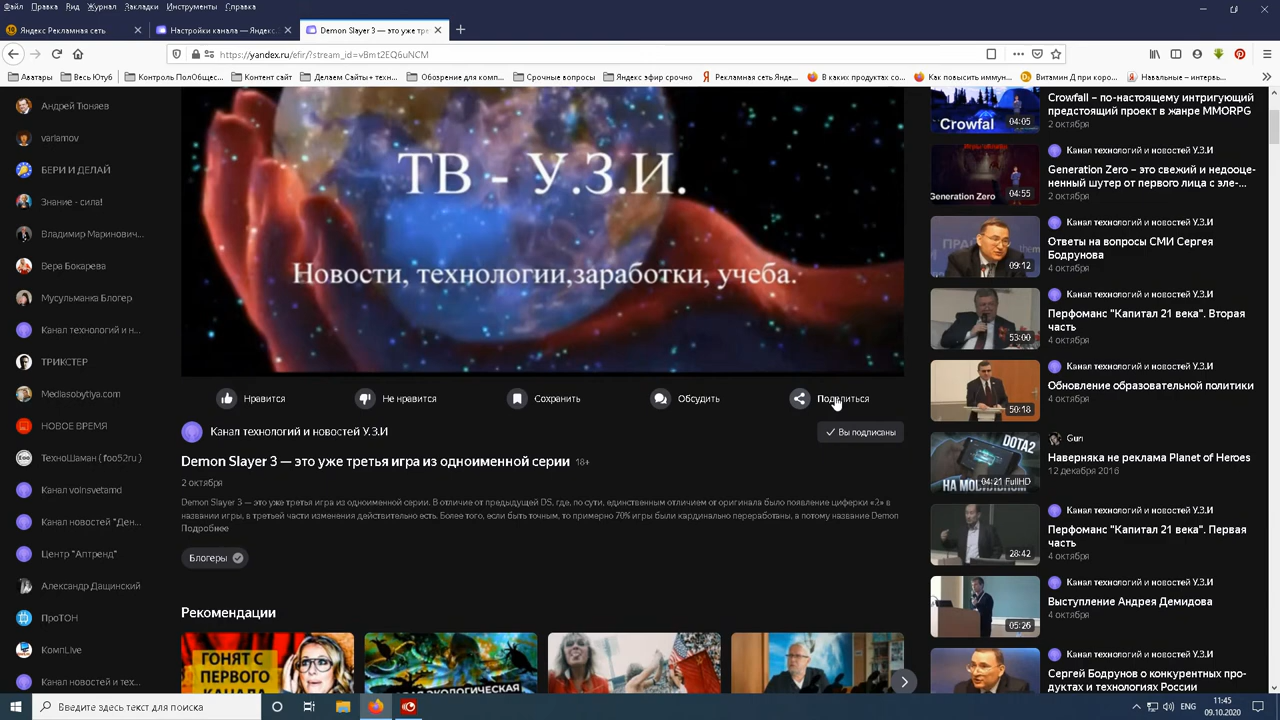 Файл Правка Вид Журнал Закладки Инструменты Справка
Яндекс Рекламная сеть
Настройки канала — Яндекс.
Demon Slayer 3 — это уже тре
https://yandex.ru/efir/?stream_id=vBmt2EQ6uNCM
Аватары
Весь Ютуб
Контроль ПолОбщес...
Контент сайт
Делаем Сайты+ техн...
Обозрение для комп...
Срочные вопросы
Яндекс эфир срочно
Рекламная сеть Янде...
В каких продуктах со...
Как повысить иммун...
Витамин Д при коро...
Навальные – интервь...
Андрей Тюняев
varlamov
БЕРИ И ДЕЛАЙ
Знание - сила!
Владимир Маринович...
Вера Бокарева
Мусульманка Блогер
Канал технологий и н...
ТРИКСТЕР
Mediasobytiya.com
НОВОЕ ВРЕМЯ
ТехноШаман ( foo52ru )
Канал voinsvetamd
Канал новостей "Ден...
Центр "Аптренд"
Александр Дащинский
ПроТОН
КомпLive
Канал новостей и тех...
ТВ - У.З.И.
Новости, технологии,заработки, учеба.
Нравится
Не нравится
Сохранить
Обсудить
Поделиться
Канал технологий и новостей У.З.И
Вы подписаны
Demon Slayer 3 — это уже третья игра из одноименной серии 18+
2 октября
Demon Slayer 3 — это уже третья игра из одноименной серии. В отличие от предыдущей DS, где, по сути, единственным отличием от оригинала было появление циферки «2» в
названии игры, в третьей части изменения действительно есть. Более того, если быть точным, то примерно 70% игры были кардинально переработаны, а потому название Demon
Подробнее
Блогеры
Рекомендации
ГОНЯТ С
ПЕРВОГО
КАНАЛА
ЭКОЛОГИЧЕСКАЯ
Crowfal
04:05
Crowfall – по-настоящему интригующий
предстоящий проект в жанре MMORPG
2 октября
Generation Zero
04:55
Канал технологий и новостей У.З.И
Generation Zero – это свежий и недооце-
ненный шутер от первого лица с эле-...
2 октября
09:12
Канал технологий и новостей У.З.И
Ответы на вопросы СМИ Сергея
Бодрунова
4 октября
53:00
Канал технологий и новостей У.З.И
Перфоманс "Капитал 21 века". Вторая
часть
4 октября
50:18
Канал технологий и новостей У.З.И
Обновление образовательной политики
4 октября
DOTA2
НА МОБИЛЬНОМ
04:21 FullHD
Gun
Наверняка не реклама Planet of Heroes
12 декабря 2016
28:42
Канал технологий и новостей У.З.И
Перфоманс "Капитал 21 века". Первая
часть
4 октября
05:26
Канал технологий и новостей У.З.И
Выступление Андрея Демидова
4 октября
Канал технологий и новостей У.З.И
Сергей Бодрунов о конкурентных про-
дуктах и технологиях России
Введите здесь текст для поиска
ENG
11:45
09.10.2020